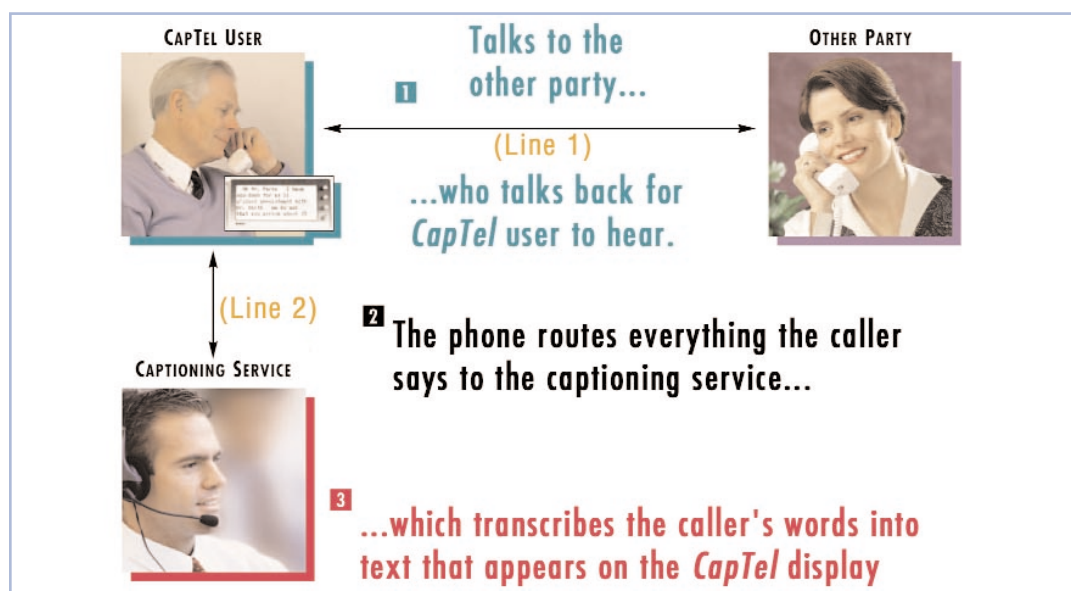 CAPTEL USER
OTHER PARTY
1
Talks to the
other party...
(Line 1)
...who talks back for
CapTel user to hear.
(Line 2)
2
The phone routes everything the caller
says to the captioning service...
CAPTIONING SERVICE
3
...which transcribes the caller's words into
text that appears on the CapTel display